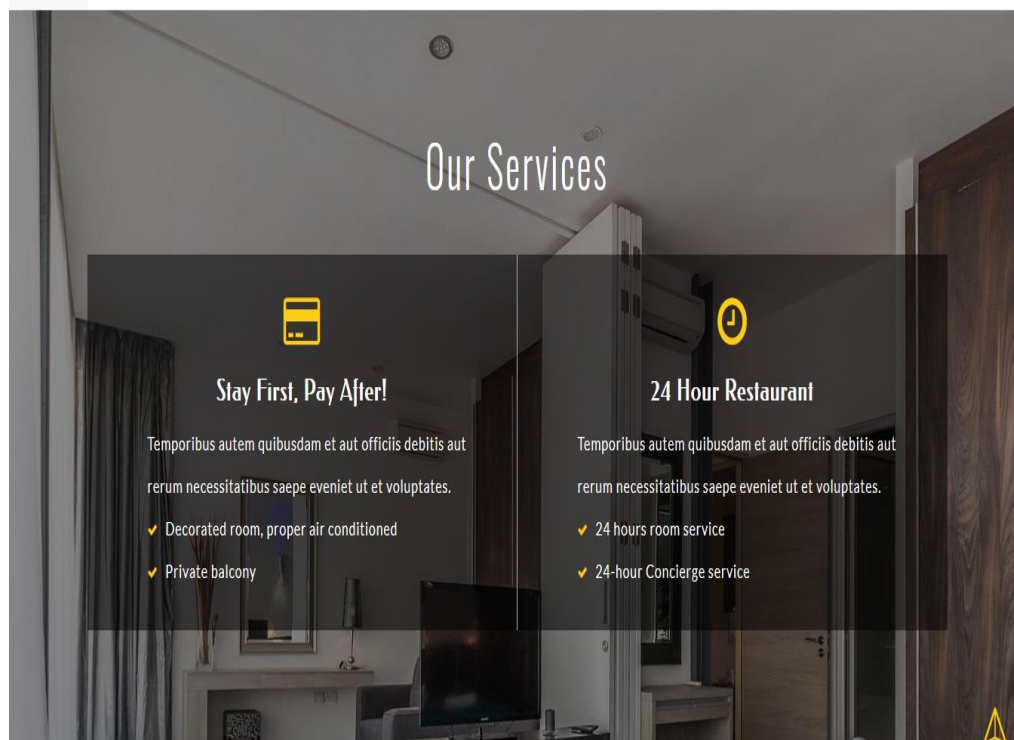 Our Services
Stay First, Pay After!
Temporibus autem quibusdam et aut officiis debitis aut
rerum necessitatibus saepe eveniet ut et voluptates.
Decorated room, proper air conditioned
Private balcony
24 Hour Restaurant
Temporibus autem quibusdam et aut officiis debitis aut
rerum necessitatibus saepe eveniet ut et voluptates.
24 hours room service
24-hour Concierge service